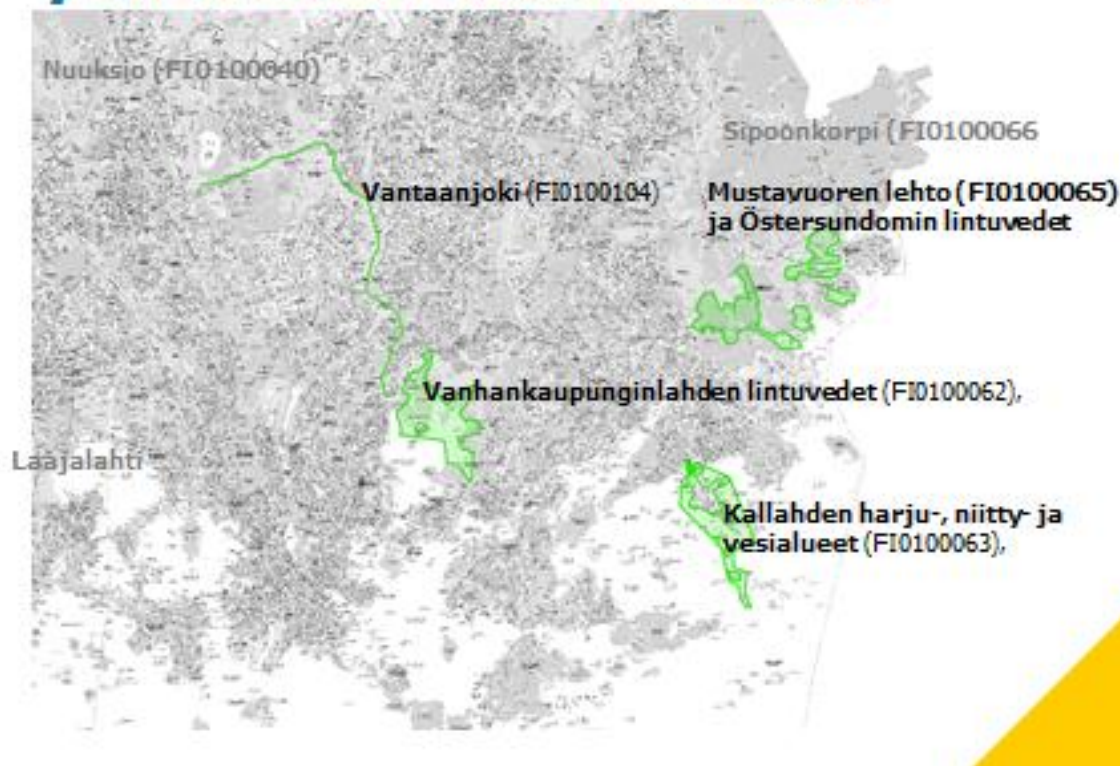 Nuuksio (FI0100040)
Sipoonkorpi (FI0100066
Vantaanjoki (FI0100104)
Mustavuoren lehto (FI0100065)
ja Östersundomin lintuvedet
Vanhankaupunginlahden lintuvedet (FI0100062),
Laajalahti
Kallahden harju-, niitty- ja
vesialueet (FI0100063),